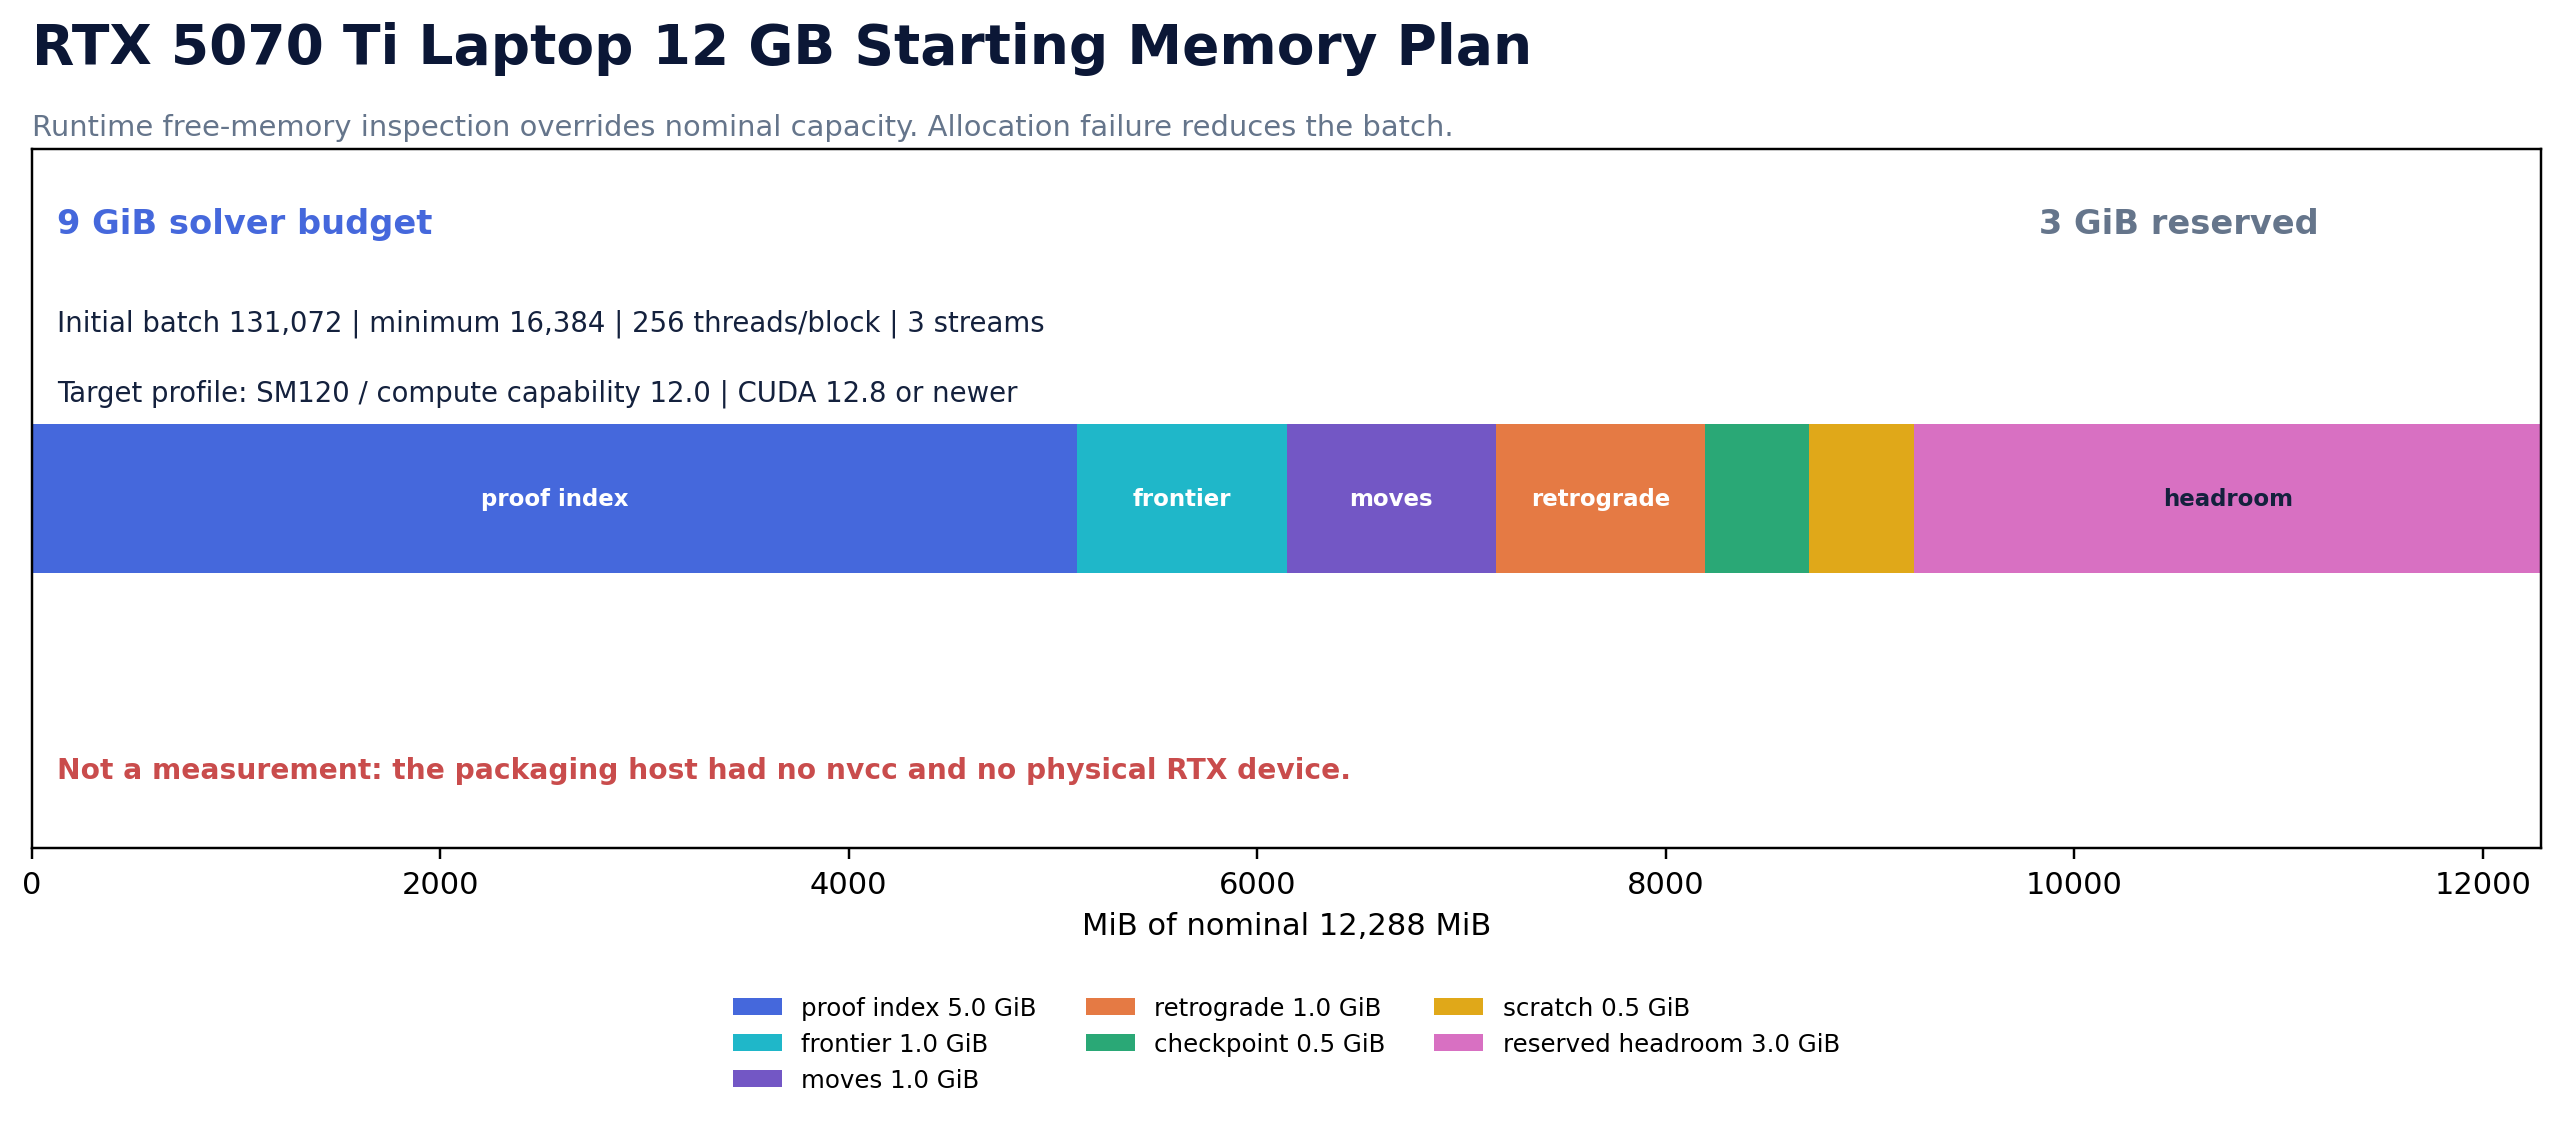 RTX 5070 Ti Laptop 12 GB Starting Memory Plan
Runtime free-memory inspection overrides nominal capacity. Allocation failure reduces the batch.
9 GiB solver budget
3 GiB reserved
Initial batch 131,072 | minimum 16,384 | 256 threads/block | 3 streams
Target profile: SM120 / compute capability 12.0 | CUDA 12.8 or newer
proof index
frontier
moves
retrograde
headroom
Not a measurement: the packaging host had no nvcc and no physical RTX device.
0
2000
4000
6000
8000
10000
12000
MiB of nominal 12,288 MiB
proof index 5.0 GiB
frontier 1.0 GiB
moves 1.0 GiB
retrograde 1.0 GiB
checkpoint 0.5 GiB
scratch 0.5 GiB
reserved headroom 3.0 GiB